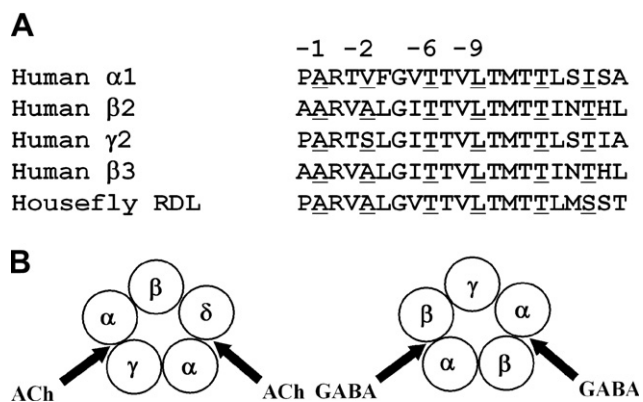 A
−1 −2 −6 −9
Human α1 PARTVFGVTTVLTMTTLSISA
Human β2 AARVALGITTVLTMTTINTHL
Human γ2 PARTSLGITTVLTMTTLSTIA
Human β3 AARVALGITTVLTMTTINTHL
Housefly RDL PARVALGVTTVLTMTTLMSST
B
β γ
α δ β α
γ α α β
ACh ACh GABA GABA